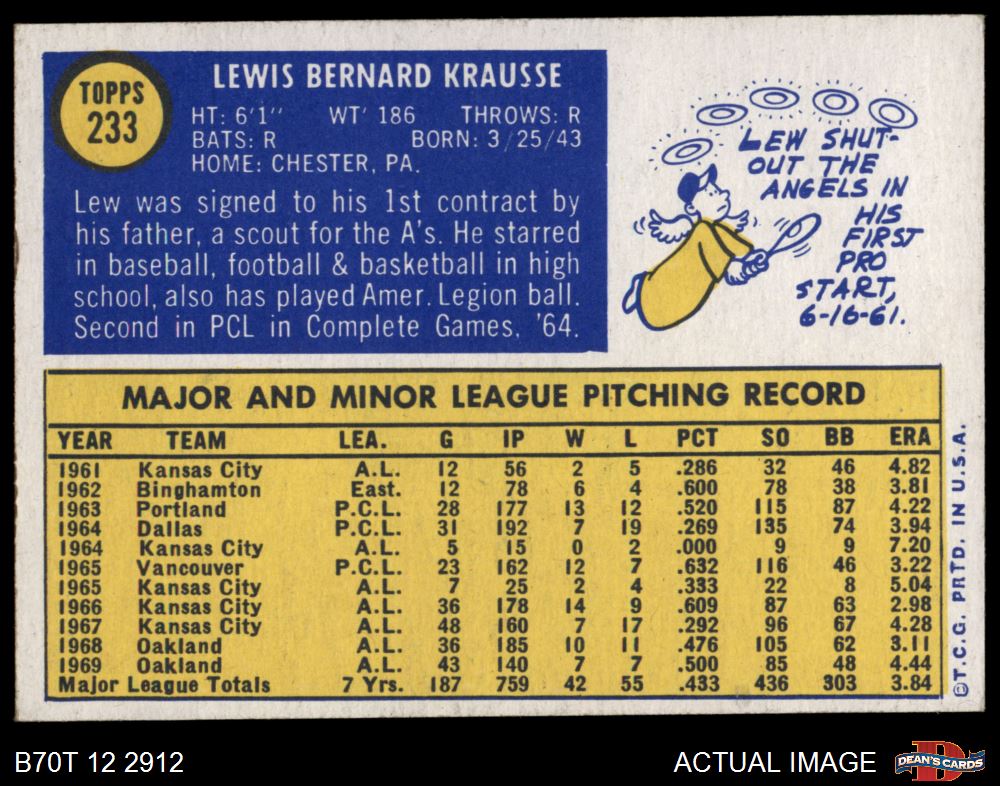 TOPPS
233
LEWIS BERNARD KRAUSSE
HT: 6'1" WT' 186 THROWS: R
BATS: R BORN: 3/25/43
HOME: CHESTER, PA.
Lew was signed to his 1st contract by
his father, a scout for the A's. He starred
in baseball, football & basketball in high
school, also has played Amer. Legion ball.
Second in PCL in Complete Games, '64.
LEW SHUT-
OUT THE
ANGELS IN
HIS
FIRST
PRO
START,
6-16-61.
MAJOR AND MINOR LEAGUE PITCHING RECORD
YEAR TEAM LEA. G IP W L PCT SO BB ERA
1961 Kansas City A.L. 12 56 2 5 .286 32 46 4.82
1962 Binghamton East. 12 78 6 4 .600 78 38 3.81
1963 Portland P.C.L. 28 177 13 12 .520 115 87 4.22
1964 Dallas P.C.L. 31 192 7 19 .269 135 74 3.94
1964 Kansas City A.L. 5 15 0 2 .000 9 9 7.20
1965 Vancouver P.C.L. 23 162 12 7 .632 116 46 3.22
1965 Kansas City A.L. 7 25 2 4 .333 22 8 5.04
1966 Kansas City A.L. 36 178 14 9 .609 87 63 2.98
1967 Kansas City A.L. 48 160 7 17 .292 96 67 4.28
1968 Oakland A.L. 36 185 10 11 .476 105 62 3.11
1969 Oakland A.L. 43 140 7 7 .500 85 48 4.44
Major League Totals 7 Yrs. 187 759 42 55 .433 436 303 3.84
©T.C.G. PRTD. IN U.S.A.
B70T 12 2912
ACTUAL IMAGE
D
DEAN'S CARDS